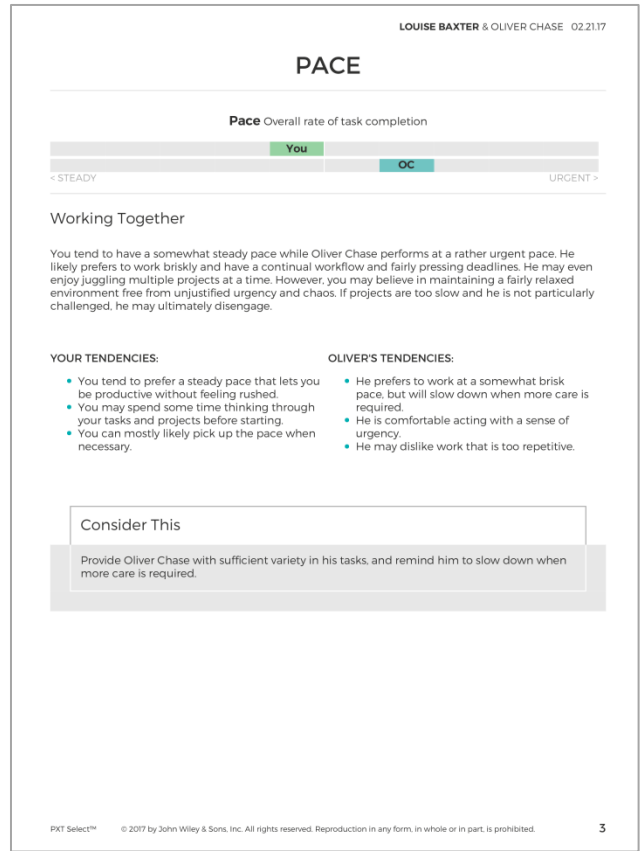 LOUISE BAXTER & OLIVER CHASE 02.21.17
PACE
Pace Overall rate of task completion
You
OC
< STEADY URGENT >
Working Together
You tend to have a somewhat steady pace while Oliver Chase performs at a rather urgent pace. He
likely prefers to work briskly and have a continual workflow and fairly pressing deadlines. He may even
enjoy juggling multiple projects at a time. However, you may believe in maintaining a fairly relaxed
environment free from unjustified urgency and chaos. If projects are too slow and he is not particularly
challenged, he may ultimately disengage.
YOUR TENDENCIES:
• You tend to prefer a steady pace that lets you
be productive without feeling rushed.
• You may spend some time thinking through
your tasks and projects before starting.
• You can mostly likely pick up the pace when
necessary.
OLIVER'S TENDENCIES:
• He prefers to work at a somewhat brisk
pace, but will slow down when more care is
required.
• He is comfortable acting with a sense of
urgency.
• He may dislike work that is too repetitive.
Consider This
Provide Oliver Chase with sufficient variety in his tasks, and remind him to slow down when
more care is required.
PXT Select™ © 2017 by John Wiley & Sons, Inc. All rights reserved. Reproduction in any form, in whole or in part, is prohibited. 3